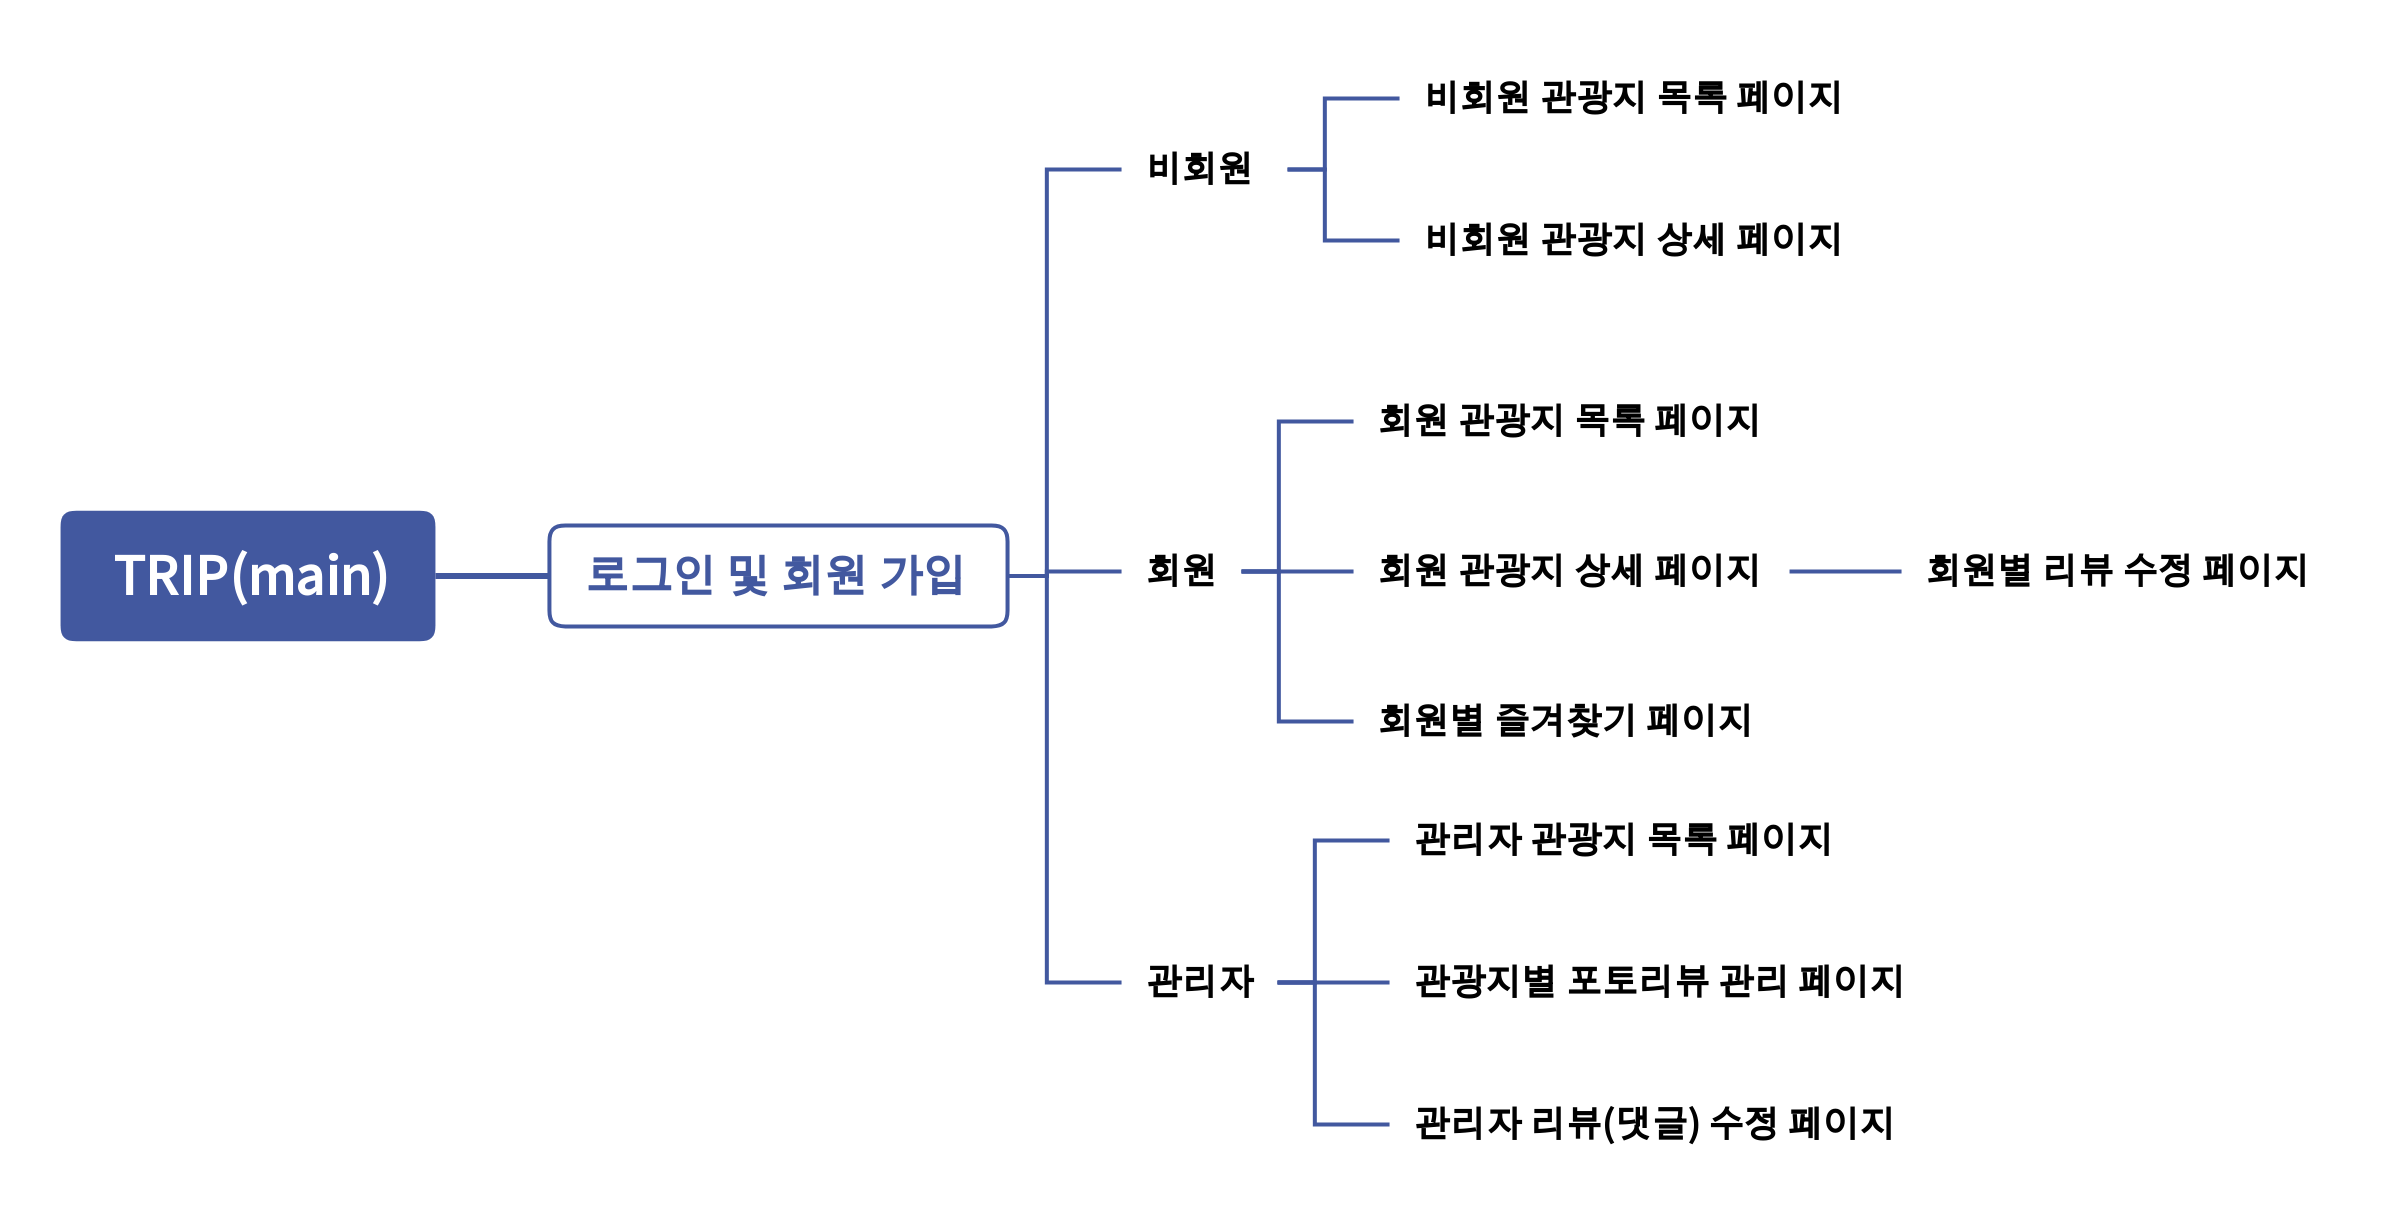 TRIP(main)
로그인 및 회원 가입
비회원
비회원 관광지 목록 페이지
비회원 관광지 상세 페이지
회원
회원 관광지 목록 페이지
회원 관광지 상세 페이지
회원별 리뷰 수정 페이지
회원별 즐겨찾기 페이지
관리자
관리자 관광지 목록 페이지
관광지별 포토리뷰 관리 페이지
관리자 리뷰(댓글) 수정 페이지